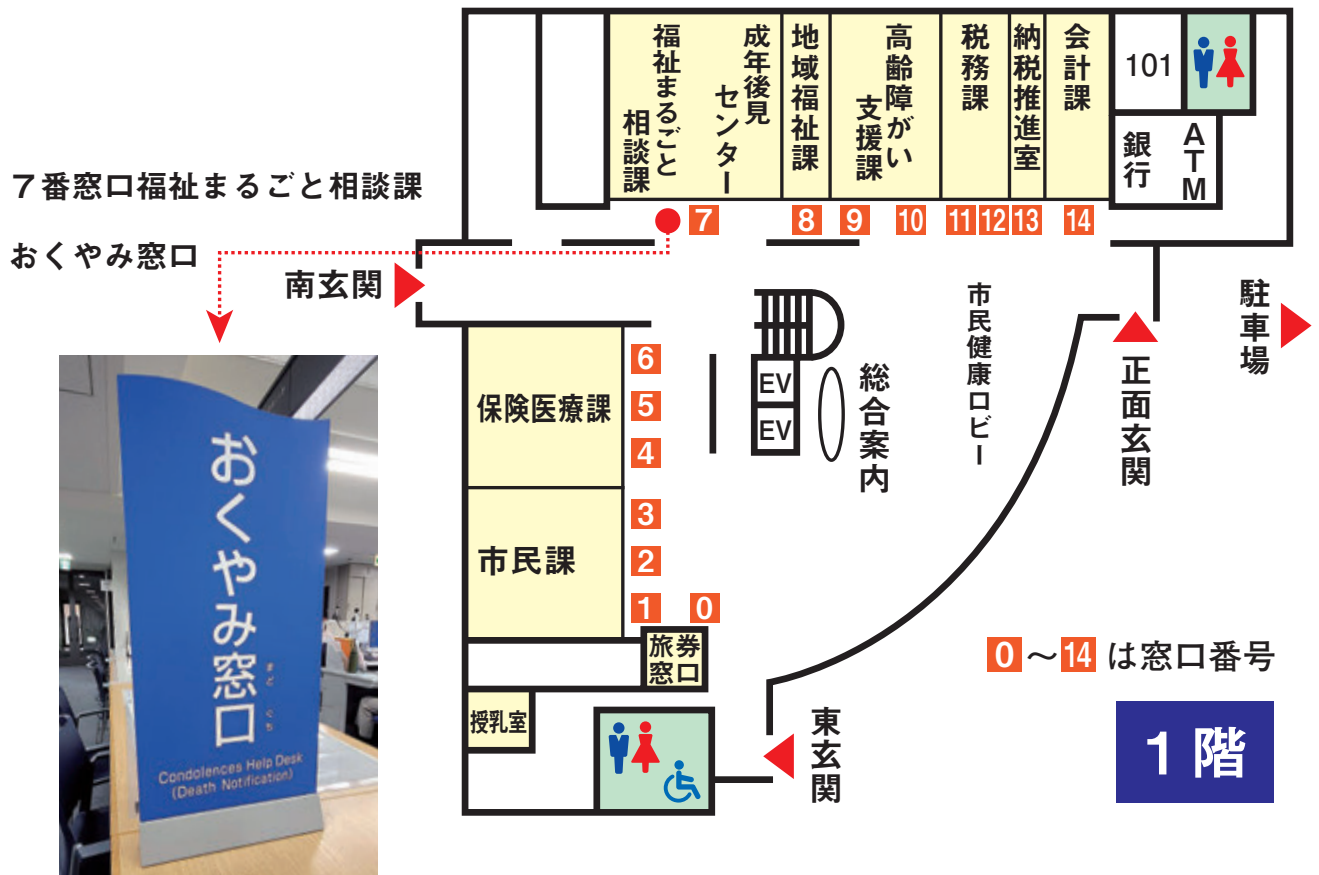 ７番窓口福祉まるごと相談課
おくやみ窓口
南玄関
福祉まるごと
相談課
成年後見
センター
地域福祉課
高齢障がい
支援課
税務課
納税推進室
会計課
101
銀行
ATM
7
8
9
10
11
12
13
14
保険医療課
6
5
4
市民課
3
2
1
0
旅券
窓口
授乳室
EV
EV
総合案内
市民健康ロビー
正面玄関
駐車場
東玄関
0～14は窓口番号
1階
おくやみ窓口
まど
ぐち
Condolences Help Desk
(Death Notification)